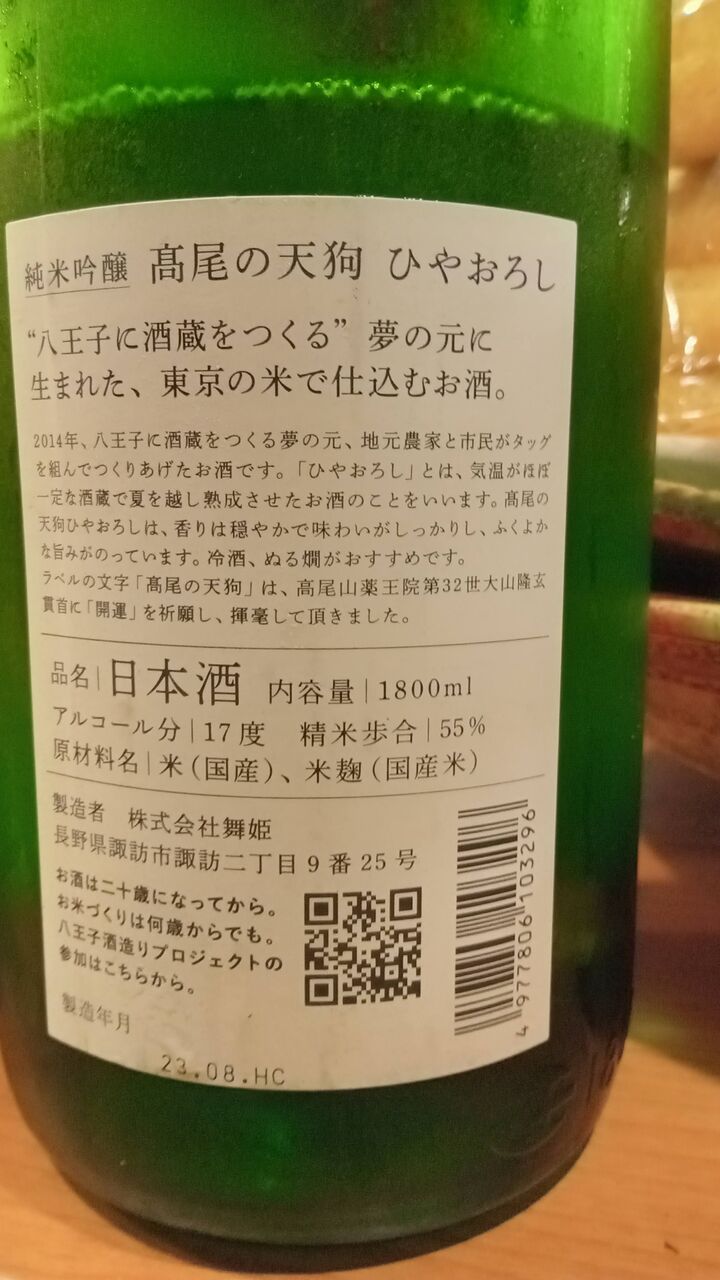 純米吟醸 髙尾の天狗 ひやおろし
“八王子に酒蔵をつくる” 夢の元に
生まれた、東京の米で仕込むお酒。
2014年、八王子に酒蔵をつくる夢の元、地元農家と市民がタッグ
を組んでつくりあげたお酒です。「ひやおろし」とは、気温がほぼ
一定な酒蔵で夏を越し熟成させたお酒のことをいいます。髙尾の
天狗ひやおろしは、香りは穏やかで味わいがしっかりし、ふくよか
な旨みがのっています。冷酒、ぬる燗がおすすめです。
ラベルの文字「髙尾の天狗」は、高尾山薬王院第32世大山隆玄
貫首に「開運」を祈願し、揮毫して頂きました。
品名|日本酒 内容量|1800ml
アルコール分|17度 精米歩合|55%
原材料名|米(国産)、米麹(国産米)
製造者 株式会社舞姫
長野県諏訪市諏訪二丁目9番25号
お酒は二十歳になってから。
お米づくりは何歳からでも。
八王子酒造りプロジェクトの
参加はこちらから。
製造年月
23.08.HC
4 977806 103296